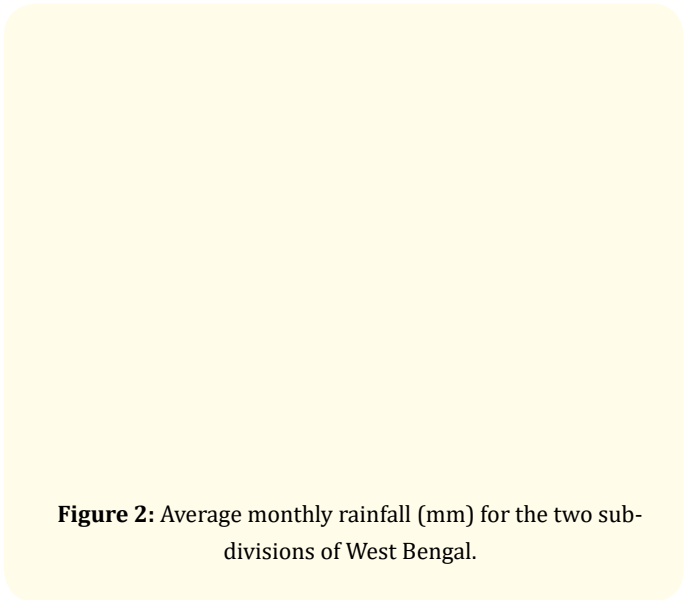 Figure 2: Average monthly rainfall (mm) for the two sub-
divisions of West Bengal.